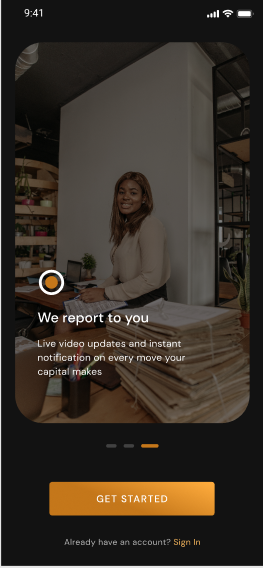 9:41
We report to you
Live video updates and instant
notification on every move your
capital makes
GET STARTED
Already have an account? Sign In